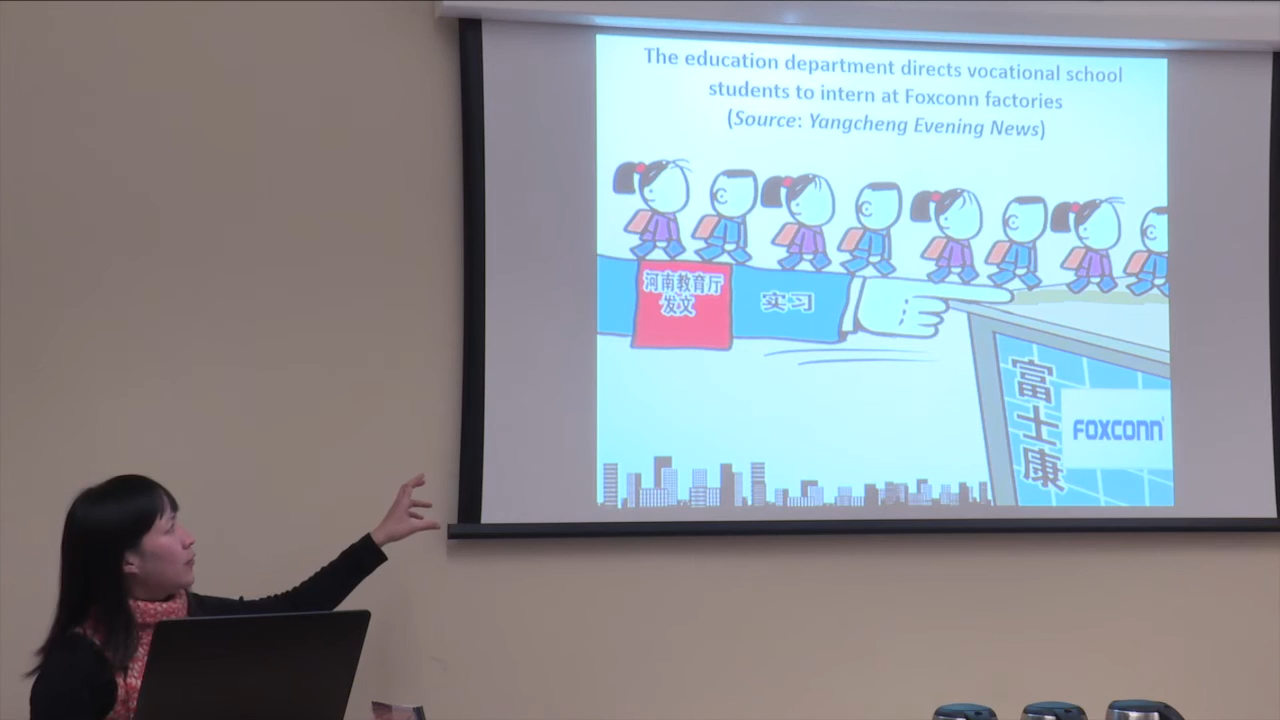 The education department directs vocational school
students to intern at Foxconn factories
(Source: Yangcheng Evening News)
河南教育厅
发文
实习
富士康
FOXCONN